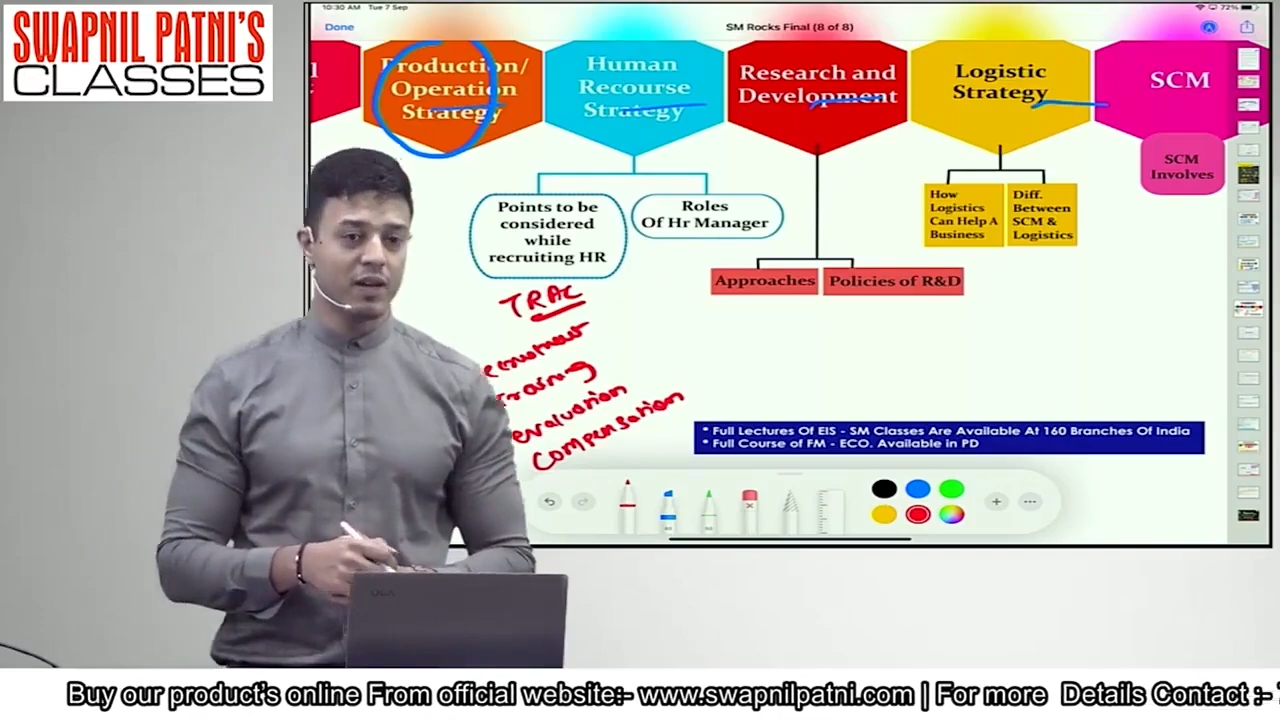 SWAPNIL PATNI'S
CLASSES
10:30 AM Tue 7 Sep
72%
Done
SM Rocks Final (8 of 8)
Production/
Operation
Strategy
Human
Recourse
Strategy
Research and
Development
Logistic
Strategy
SCM
SCM
Involves
Points to be
considered
while
recruiting HR
Roles
Of Hr Manager
How
Logistics
Can Help A
Business
Diff.
Between
SCM &
Logistics
Approaches
Policies of R&D
TRAC
evaluation
Compensation
* Full Lectures Of EIS - SM Classes Are Available At 160 Branches Of India
* Full Course of FM - ECO. Available in PD
Buy our product's online From official website:- www.swapnilpatni.com | For more Details Contact :-